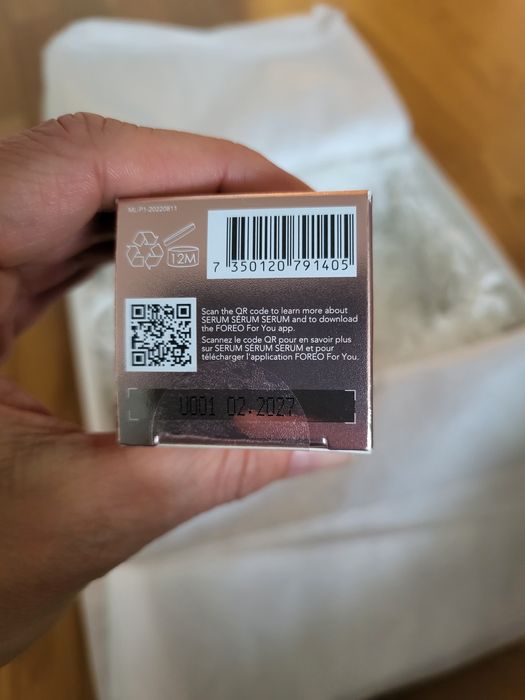 ML-P1-20220811
12M
7 350120 791405
Scan the QR code to learn more about
SERUM SERUM SERUM and to download
the FOREO For You app.
Scannez le code QR pour en savoir plus
sur SERUM SERUM SERUM et pour
télécharger l'application FOREO For You.
U001 02.2027